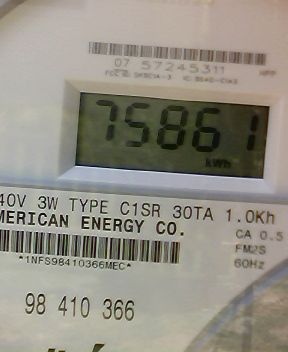 07 57245311
75861
kWh
40V 3W TYPE C1SR 30TA 1.0Kh
MERICAN ENERGY CO.
CA 0.5
FM2S
*1NFS98410366MEC*
60Hz
98 410 366